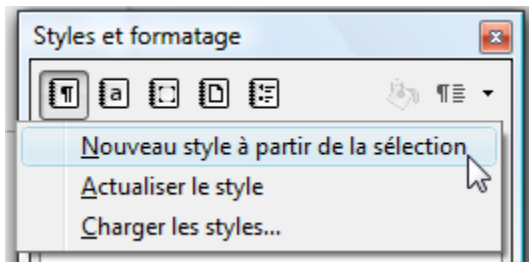 Styles et formatage
Nouveau style à partir de la sélection
Actualiser le style
Charger les styles...